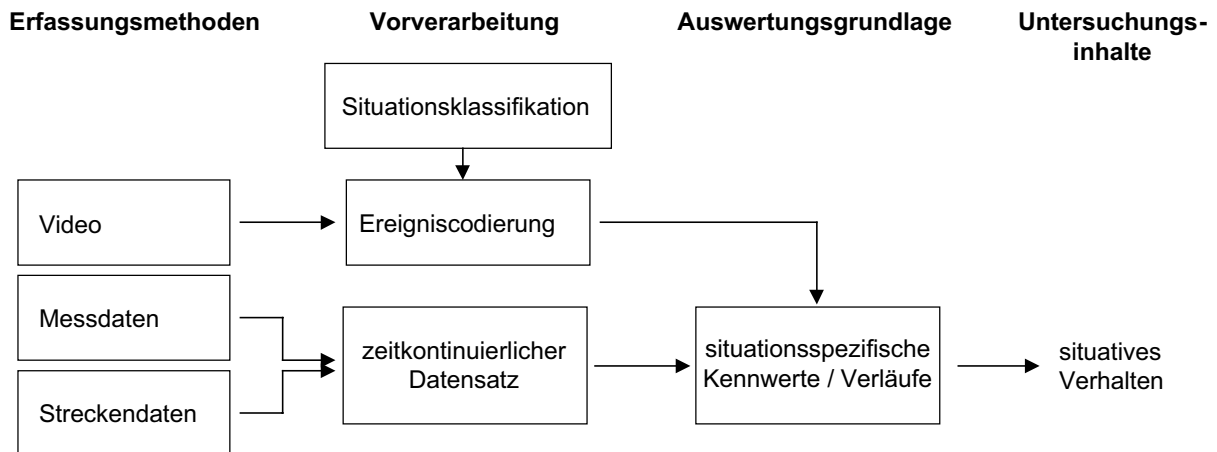 Erfassungsmethoden
Vorverarbeitung
Auswertungsgrundlage
Untersuchungs-
inhalte
Situationsklassifikation
Video
Ereigniscodierung
Messdaten
Streckendaten
zeitkontinuierlicher
Datensatz
situationsspezifische
Kennwerte / Verläufe
situatives
Verhalten